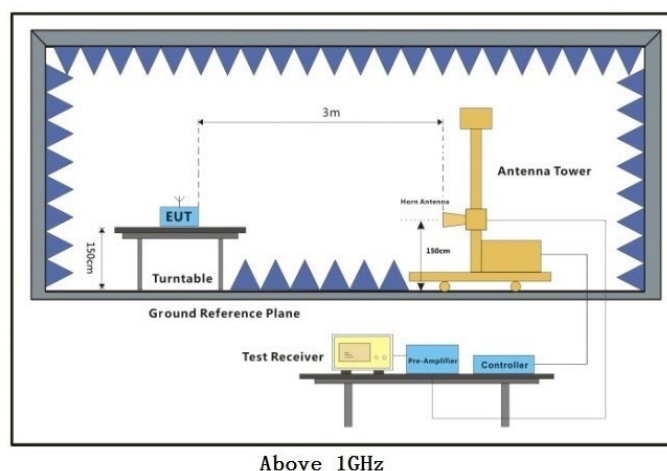 3m
Antenna Tower
Horn Antenna
EUT
150cm
150cm
Turntable
Ground Reference Plane
Test Receiver
Pre-Amplifier
Controller
Above 1GHz